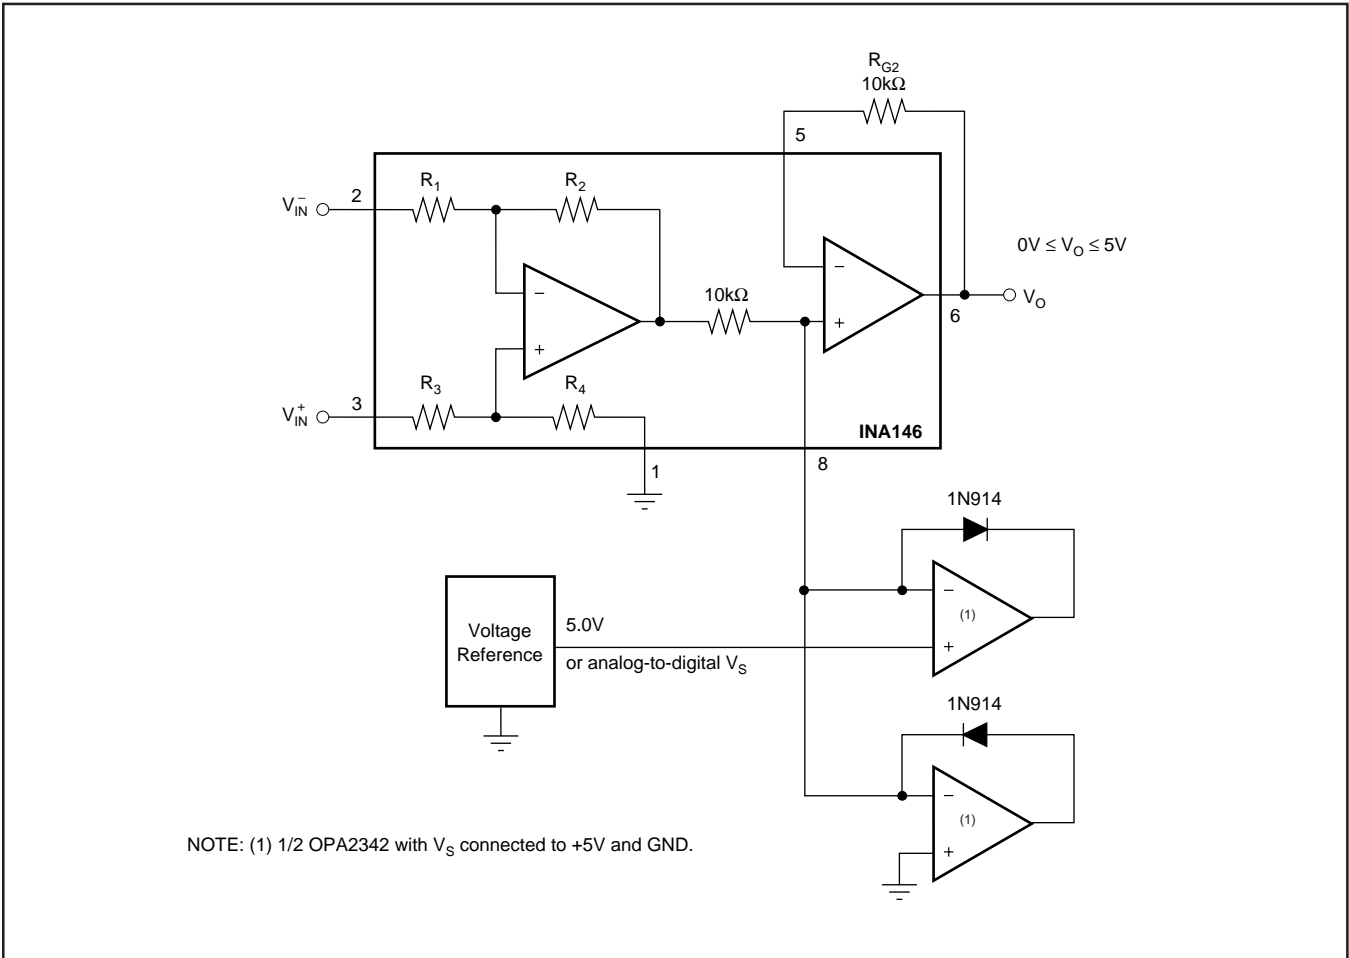 R_G2
10kΩ
5
V_IN^− 2 R_1 R_2
−
+
10kΩ
−
+
0V ≤ V_O ≤ 5V
V_O
6
V_IN^+ 3 R_3 R_4
INA146
1
8
1N914
−
(1)
+
Voltage
Reference
5.0V
or analog-to-digital V_S
1N914
−
(1)
+
NOTE: (1) 1/2 OPA2342 with V_S connected to +5V and GND.